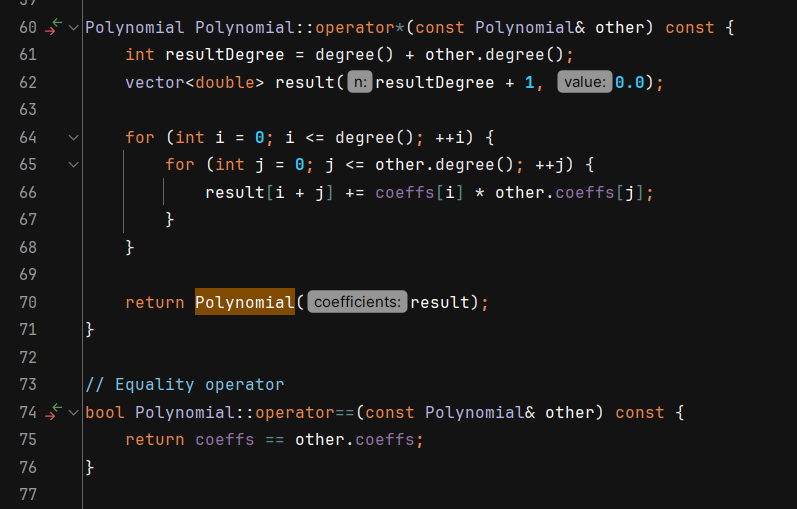 59
60 Polynomial Polynomial::operator*(const Polynomial& other) const {
61     int resultDegree = degree() + other.degree();
62     vector<double> result( n: resultDegree + 1,  value: 0.0);
63
64     for (int i = 0; i <= degree(); ++i) {
65         for (int j = 0; j <= other.degree(); ++j) {
66             result[i + j] += coeffs[i] * other.coeffs[j];
67         }
68     }
69
70     return Polynomial( coefficients: result);
71 }
72
73 // Equality operator
74 bool Polynomial::operator==(const Polynomial& other) const {
75     return coeffs == other.coeffs;
76 }
77